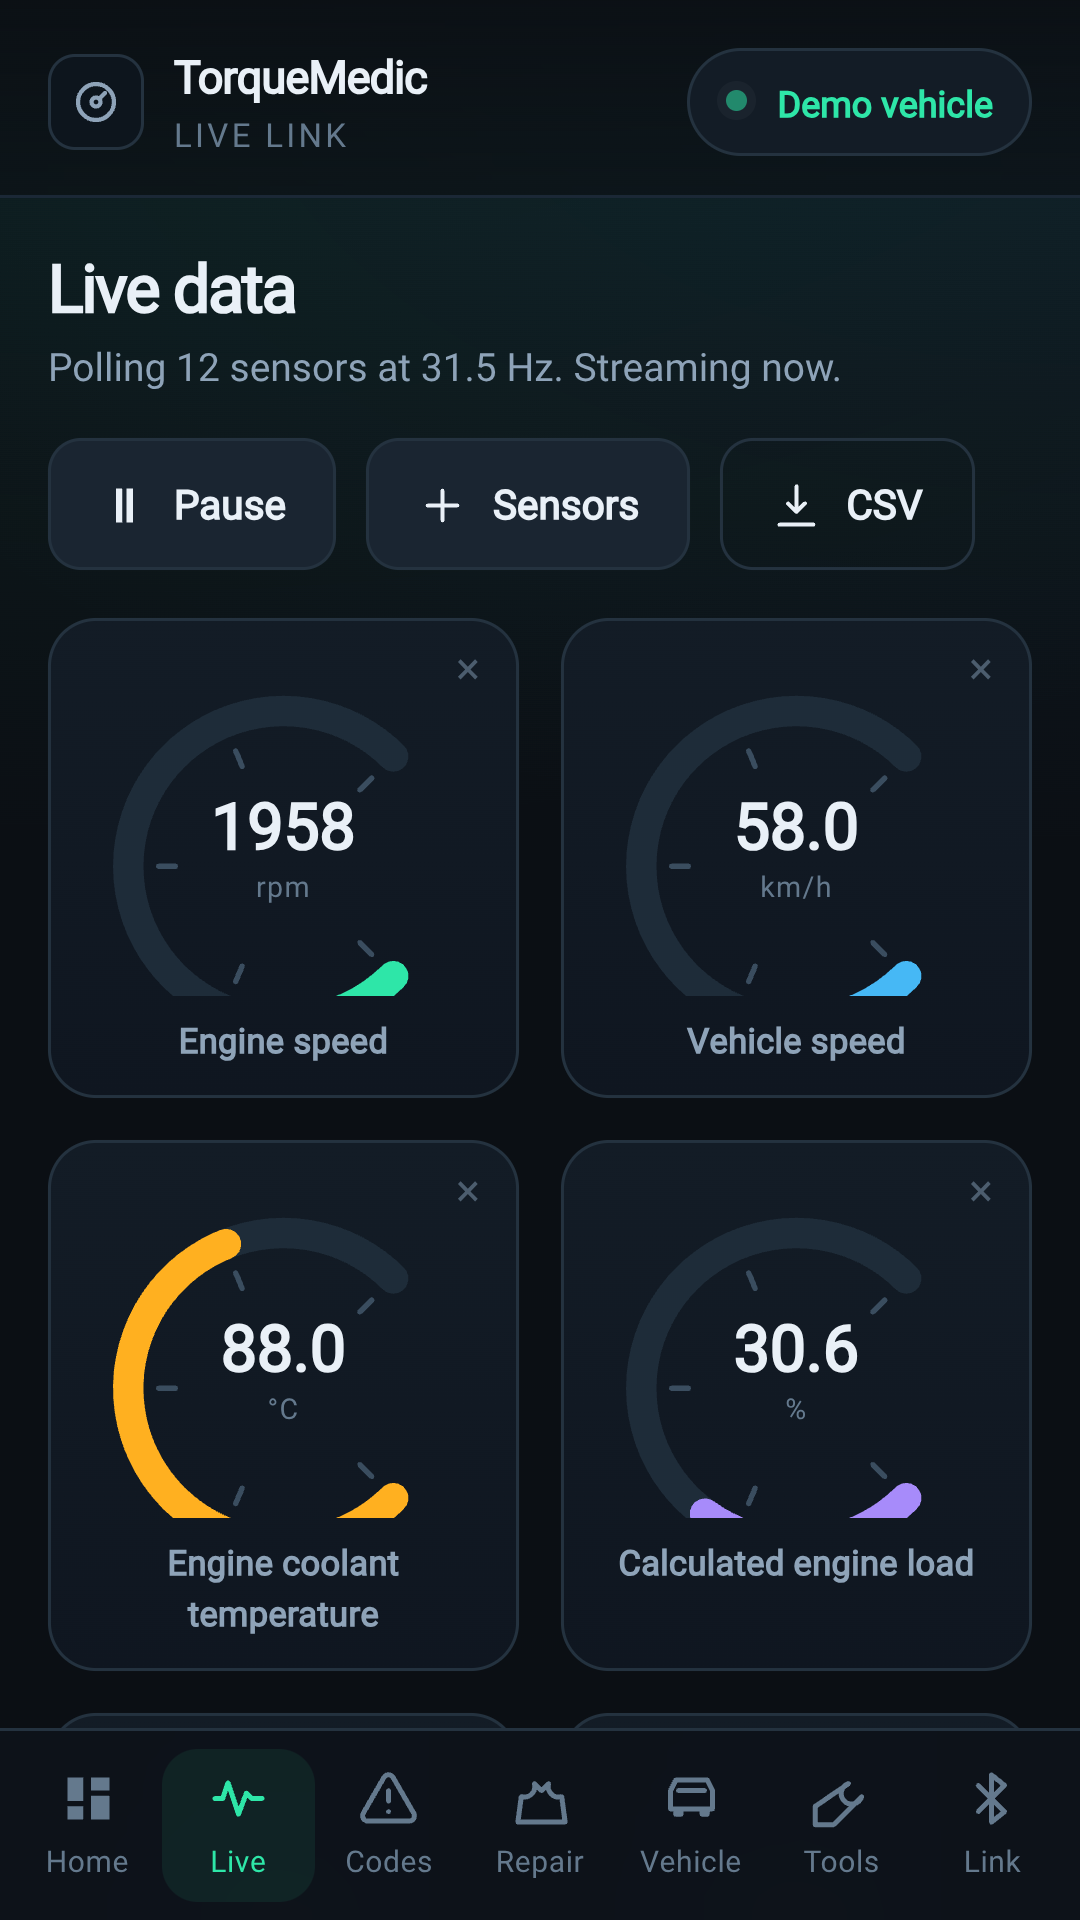 TorqueMedic
LIVE LINK
Demo vehicle
Live data
Polling 12 sensors at 31.5 Hz. Streaming now.
Pause
Sensors
CSV
1958
rpm
Engine speed
58.0
km/h
Vehicle speed
88.0
°C
Engine coolant
temperature
30.6
%
Calculated engine load
Home
Live
Codes
Repair
Vehicle
Tools
Link